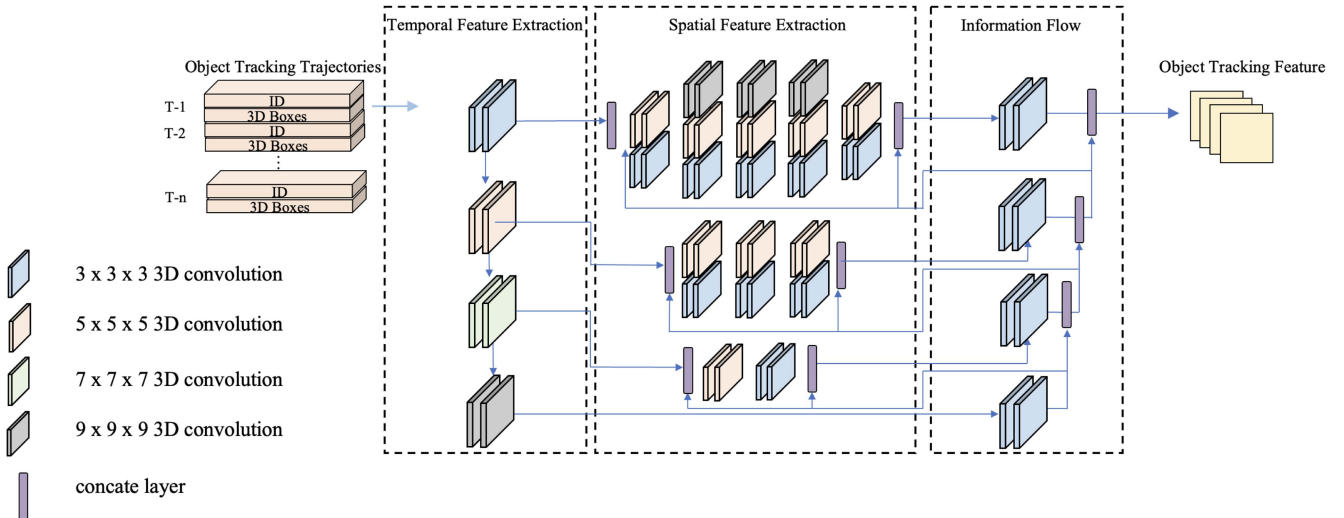 Temporal Feature Extraction
Spatial Feature Extraction
Information Flow
Object Tracking Trajectories
Object Tracking Feature
T-1
ID
3D Boxes
T-2
ID
3D Boxes
T-n
ID
3D Boxes
3 x 3 x 3 3D convolution
5 x 5 x 5 3D convolution
7 x 7 x 7 3D convolution
9 x 9 x 9 3D convolution
concate layer